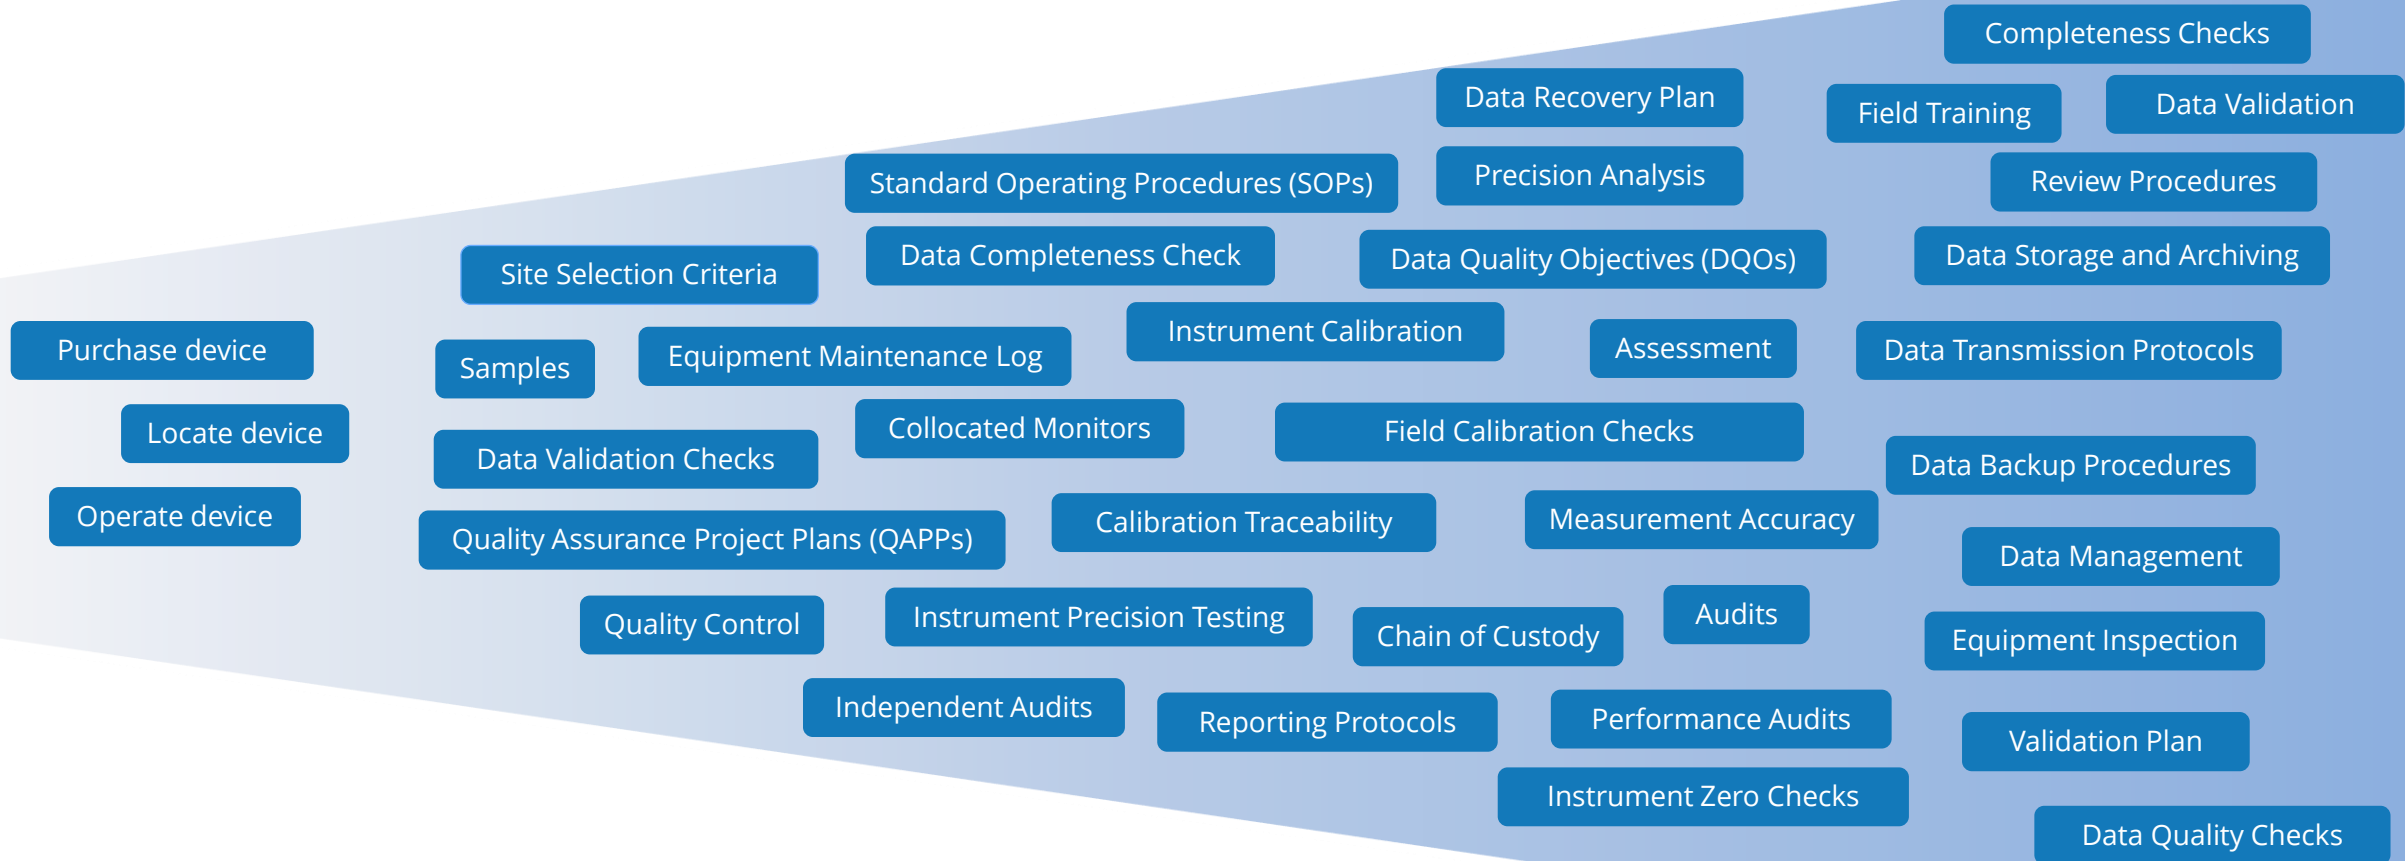 Completeness Checks
Data Recovery Plan
Field Training
Data Validation
Standard Operating Procedures (SOPs)
Precision Analysis
Review Procedures
Site Selection Criteria
Data Completeness Check
Data Quality Objectives (DQOs)
Data Storage and Archiving
Purchase device
Samples
Equipment Maintenance Log
Instrument Calibration
Assessment
Data Transmission Protocols
Locate device
Data Validation Checks
Collocated Monitors
Field Calibration Checks
Data Backup Procedures
Operate device
Quality Assurance Project Plans (QAPPs)
Calibration Traceability
Measurement Accuracy
Data Management
Quality Control
Instrument Precision Testing
Chain of Custody
Audits
Equipment Inspection
Independent Audits
Reporting Protocols
Performance Audits
Validation Plan
Instrument Zero Checks
Data Quality Checks